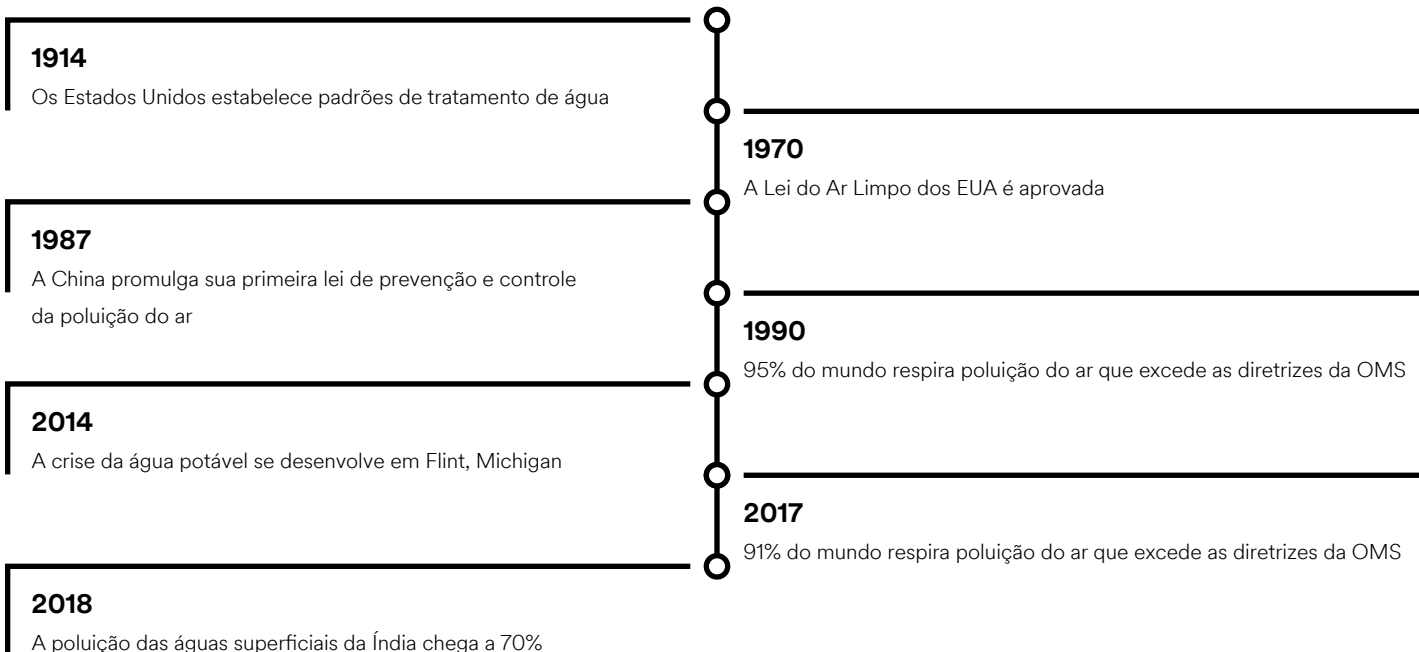 1914
Os Estados Unidos estabelece padrões de tratamento de água
1970
A Lei do Ar Limpo dos EUA é aprovada
1987
A China promulga sua primeira lei de prevenção e controle
da poluição do ar
1990
95% do mundo respira poluição do ar que excede as diretrizes da OMS
2014
A crise da água potável se desenvolve em Flint, Michigan
2017
91% do mundo respira poluição do ar que excede as diretrizes da OMS
2018
A poluição das águas superficiais da Índia chega a 70%